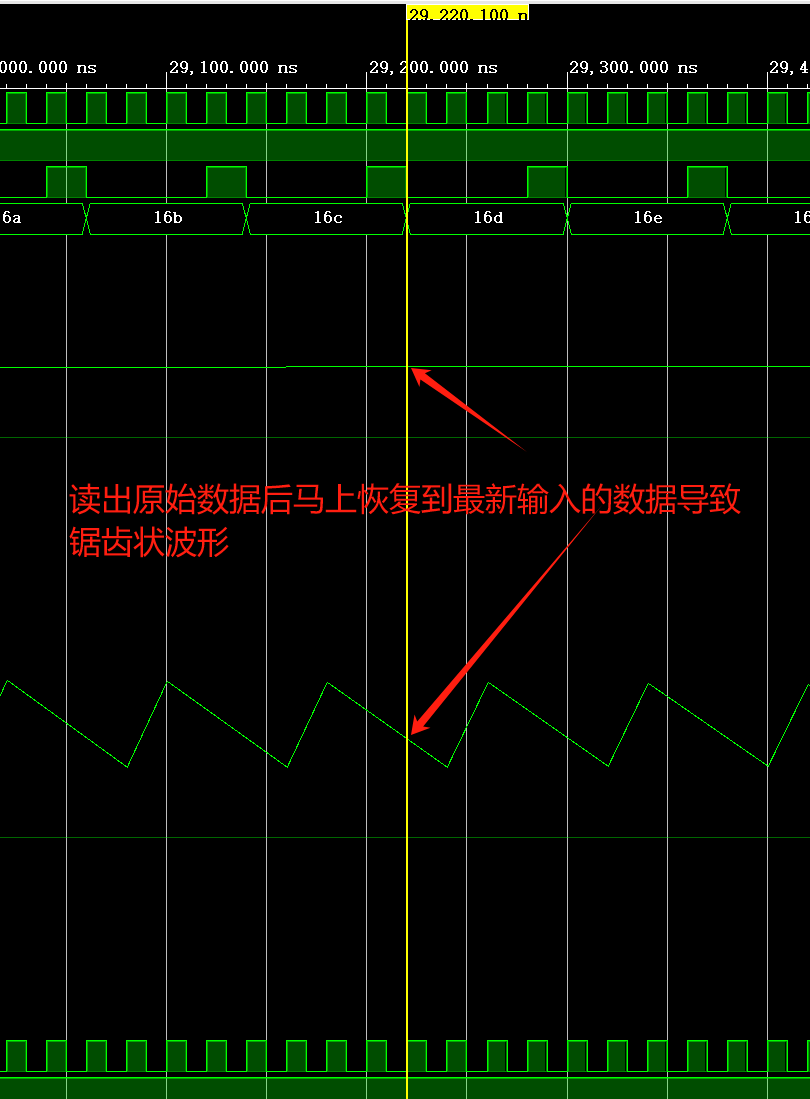 29,220.100 n
000.000 ns 29,100.000 ns 29,200.000 ns 29,300.000 ns 29,4
6a 16b 16c 16d 16e 16
读出原始数据后马上恢复到最新输入的数据导致
锯齿状波形